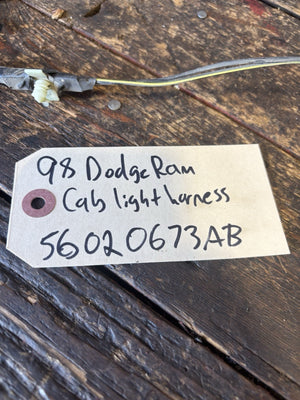 98 Dodge Ram
Cab light harness
56020673AB